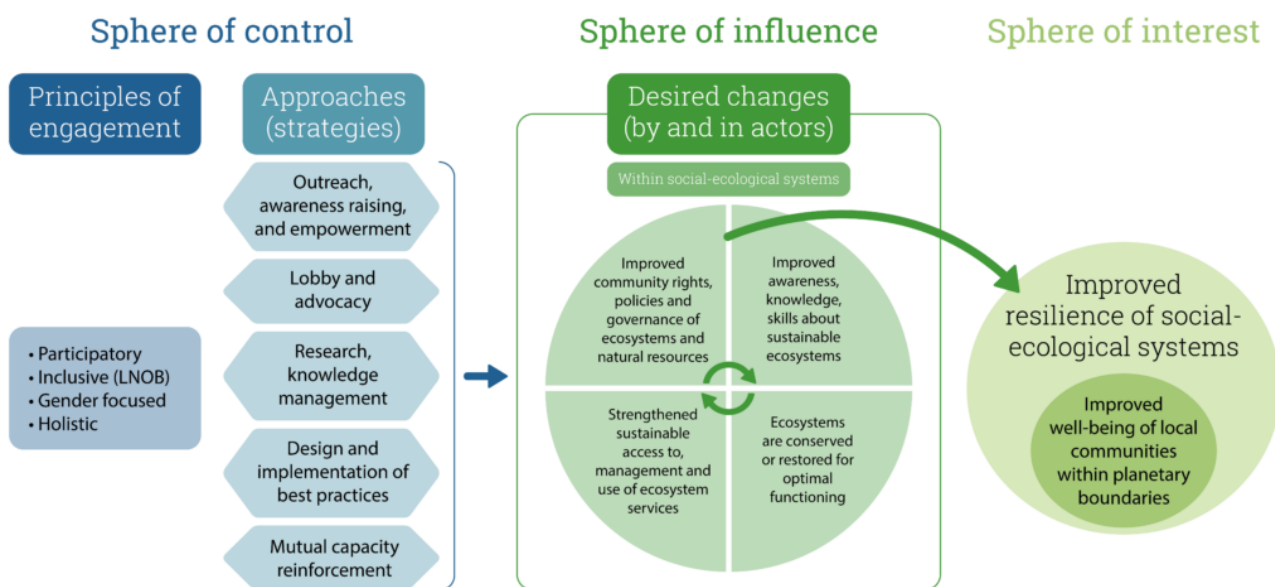 Sphere of control
Sphere of influence
Sphere of interest
Principles of
engagement
Approaches
(strategies)
Desired changes
(by and in actors)
Within social-ecological systems
• Participatory
• Inclusive (LNOB)
• Gender focused
• Holistic
Outreach,
awareness raising,
and empowerment
Lobby and
advocacy
Research,
knowledge
management
Design and
implementation of
best practices
Mutual capacity
reinforcement
Improved
community rights,
policies and
governance of
ecosystems and
natural resources
Improved
awareness,
knowledge,
skills about
sustainable
ecosystems
Strengthened
sustainable
access to,
management and
use of ecosystem
services
Ecosystems
are conserved
or restored for
optimal
functioning
Improved
resilience of social-
ecological systems
Improved
well-being of local
communities
within planetary
boundaries